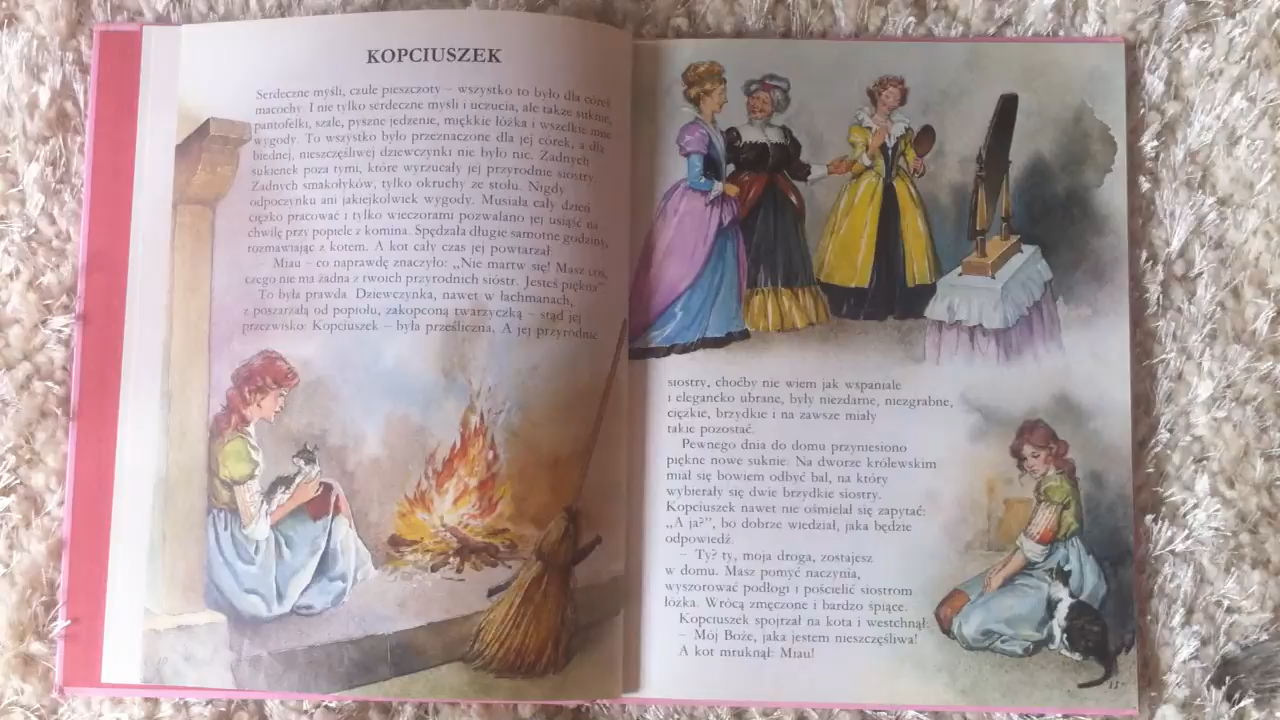 KOPCIUSZEK
Serdeczne myśli, czułe pieszczoty – wszystko to było dla córek
macochy. I nie tylko serdeczne myśli i uczucia, ale także suknie,
pantofelki, szale, pyszne jedzenie, miękkie łóżka i wszelkie inne
wygody. To wszystko było przeznaczone dla jej córek, a dla
biednej, nieszczęśliwej dziewczynki nie było nic. Żadnych
sukienek poza tymi, które wyrzucały jej przyrodnie siostry.
Żadnych smakołyków, tylko okruchy ze stołu. Nigdy
odpoczynku ani jakiejkolwiek wygody. Musiała cały dzień
ciężko pracować i tylko wieczorami pozwalano jej usiąść na
chwilę przy popiele z komina. Spędzała długie samotne godziny,
rozmawiając z kotem. A kot cały czas jej powtarzał:
– Miau – co naprawdę znaczyło: „Nie martw się! Masz coś,
czego nie ma żadna z twoich przyrodnich sióstr. Jesteś piękna”.
To była prawda. Dziewczynka, nawet w łachmanach,
z poszarzałą od popiołu, zakopconą twarzyczką – stąd jej
przezwisko: Kopciuszek – była prześliczna. A jej przyrodnie
10
siostry, choćby nie wiem jak wspaniale
i elegancko ubrane, były niezdarne, niezgrabne,
ciężkie, brzydkie i na zawsze miały
takie pozostać.
Pewnego dnia do domu przyniesiono
piękne nowe suknie. Na dworze królewskim
miał się bowiem odbyć bal, na który
wybierały się dwie brzydkie siostry.
Kopciuszek nawet nie ośmielał się zapytać:
„A ja?”, bo dobrze wiedział, jaka będzie
odpowiedź.
– Ty? ty, moja droga, zostajesz
w domu. Masz pomyć naczynia,
wyszorować podłogi i pościelić siostrom
łóżka. Wrócą zmęczone i bardzo śpiące.
Kopciuszek spojrzał na kota i westchnął:
– Mój Boże, jaka jestem nieszczęśliwa!
A kot mruknął: Miau!
11